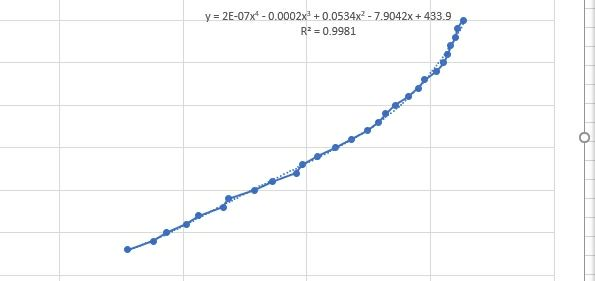 y = 2E-07x⁴ - 0.0002x³ + 0.0534x² - 7.9042x + 433.9
R² = 0.9981